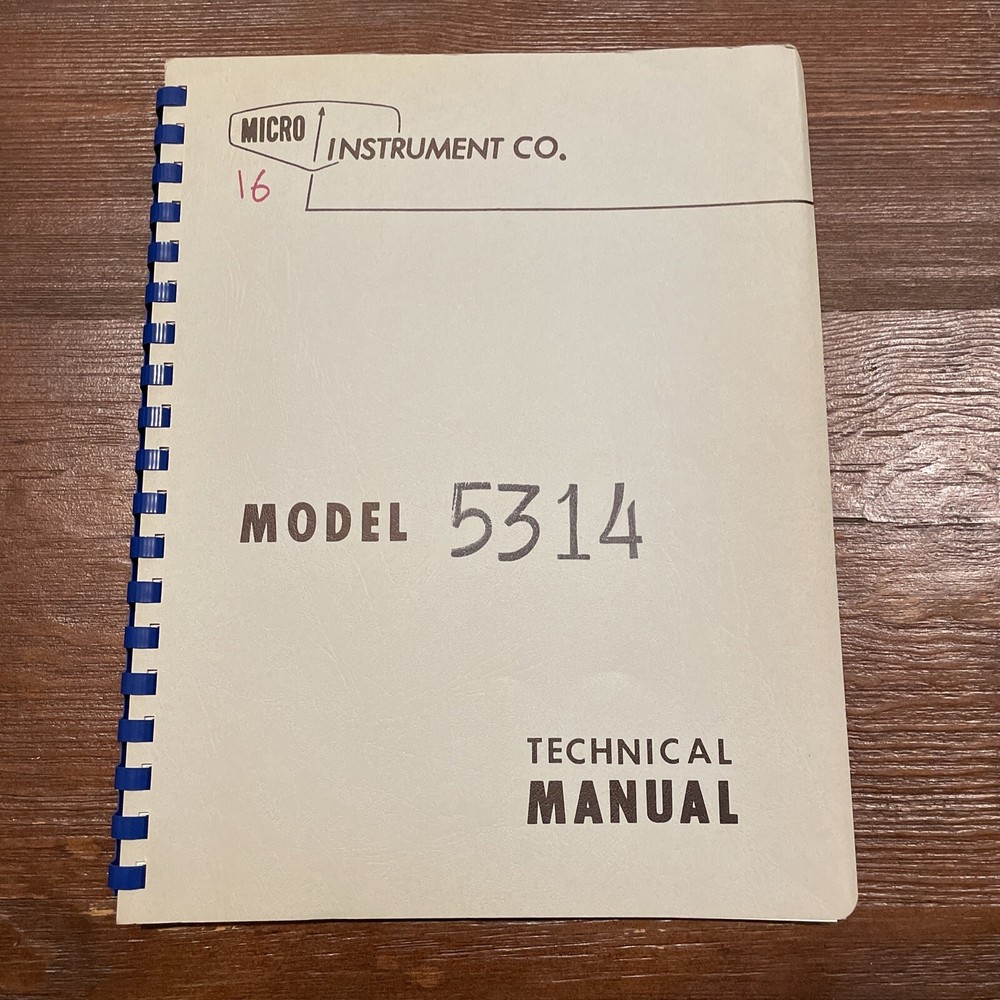 MICRO INSTRUMENT CO.
16
MODEL 5314
TECHNICAL
MANUAL